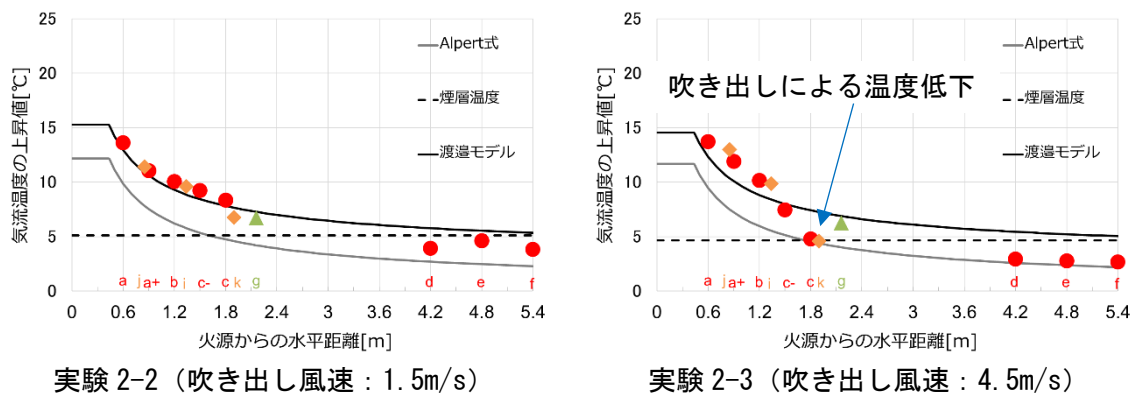 25
20
15
10
5
0
気流温度の上昇値[℃]
Alpert式
煙層温度
渡邉モデル
a j a+ b i c- c k g d e f
0 0.6 1.2 1.8 2.4 3 3.6 4.2 4.8 5.4
火源からの水平距離[m]
実験 2-2（吹き出し風速：1.5m/s）
25
20
15
10
5
0
気流温度の上昇値[℃]
Alpert式
煙層温度
渡邉モデル
吹き出しによる温度低下
a j a+ b i c- c k g d e f
0 0.6 1.2 1.8 2.4 3 3.6 4.2 4.8 5.4
火源からの水平距離[m]
実験 2-3（吹き出し風速：4.5m/s）